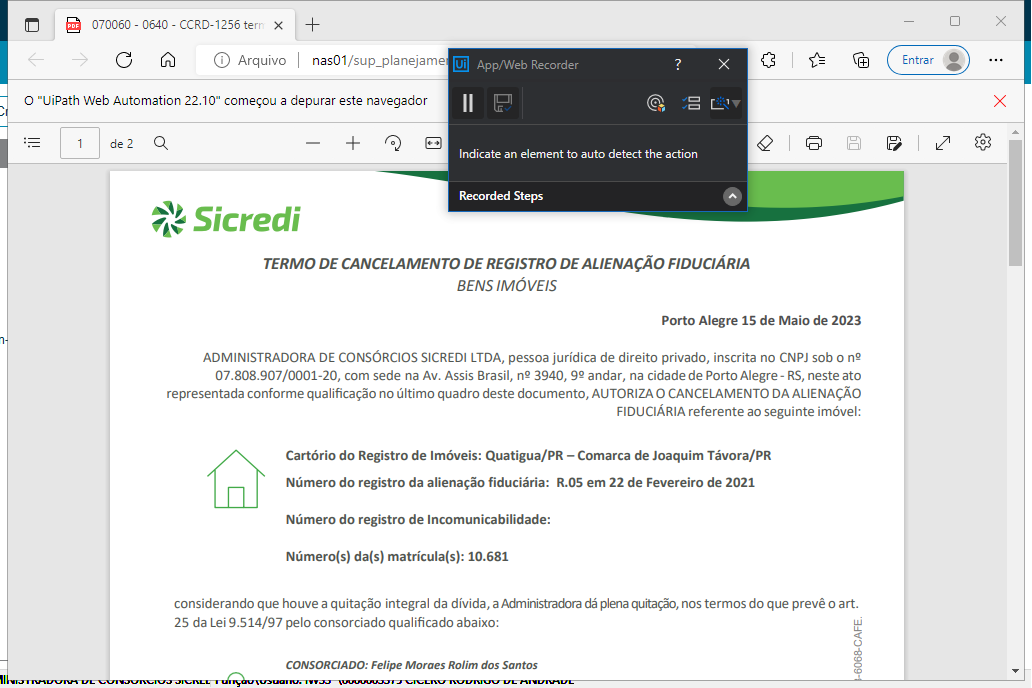 070060 - 0640 - CCRD-1256 term
Arquivo
nas01/sup_planejamen
Entrar
O "UiPath Web Automation 22.10" começou a depurar este navegador
Ui App/Web Recorder
?
Indicate an element to auto detect the action
Recorded Steps
1 de 2
Sicredi
TERMO DE CANCELAMENTO DE REGISTRO DE ALIENAÇÃO FIDUCIÁRIA
BENS IMÓVEIS
Porto Alegre 15 de Maio de 2023
ADMINISTRADORA DE CONSÓRCIOS SICREDI LTDA, pessoa jurídica de direito privado, inscrita no CNPJ sob o nº
07.808.907/0001-20, com sede na Av. Assis Brasil, nº 3940, 9º andar, na cidade de Porto Alegre - RS, neste ato
representada conforme qualificação no último quadro deste documento, AUTORIZA O CANCELAMENTO DA ALIENAÇÃO
FIDUCIÁRIA referente ao seguinte imóvel:
Cartório do Registro de Imóveis: Quatigua/PR – Comarca de Joaquim Távora/PR
Número do registro da alienação fiduciária: R.05 em 22 de Fevereiro de 2021
Número do registro de Incomunicabilidade:
Número(s) da(s) matrícula(s): 10.681
considerando que houve a quitação integral da dívida, a Administradora dá plena quitação, nos termos do que prevê o art.
25 da Lei 9.514/97 pelo consorciado qualificado abaixo:
CONSORCIADO: Felipe Moraes Rolim dos Santos
-6068-CAFE.